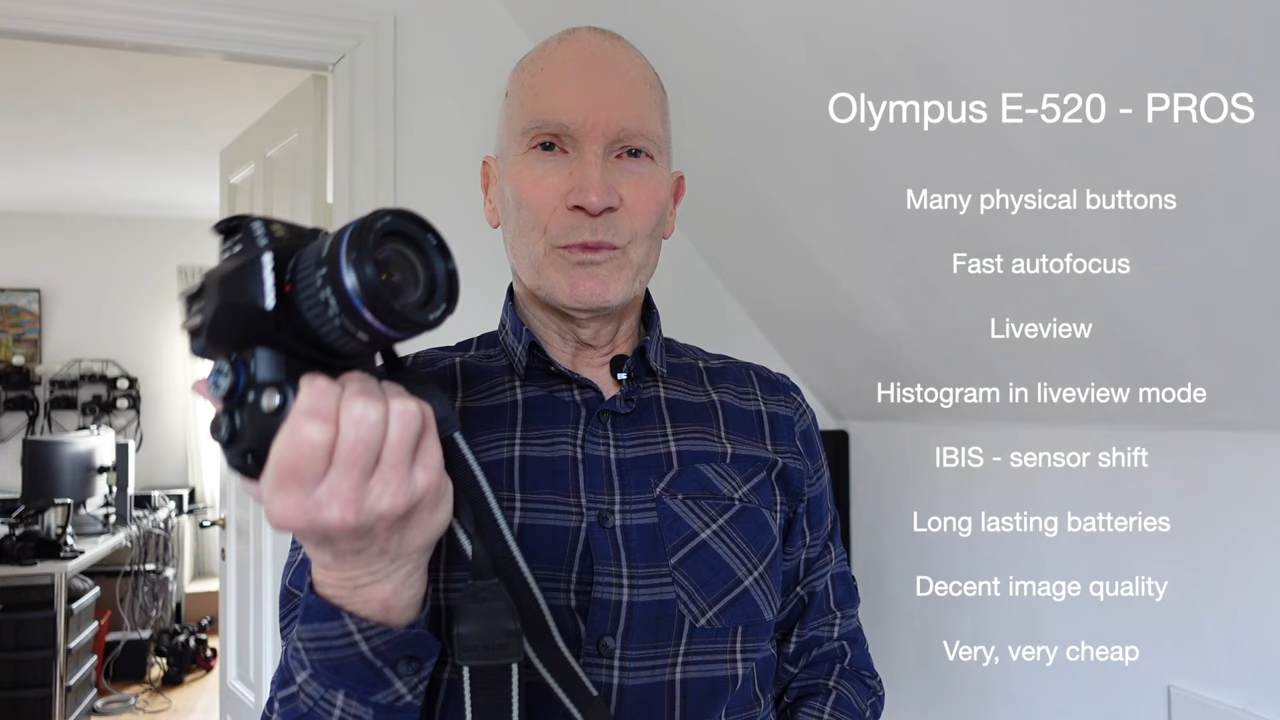 Olympus E-520 - PROS
Many physical buttons
Fast autofocus
Liveview
Histogram in liveview mode
IBIS - sensor shift
Long lasting batteries
Decent image quality
Very, very cheap